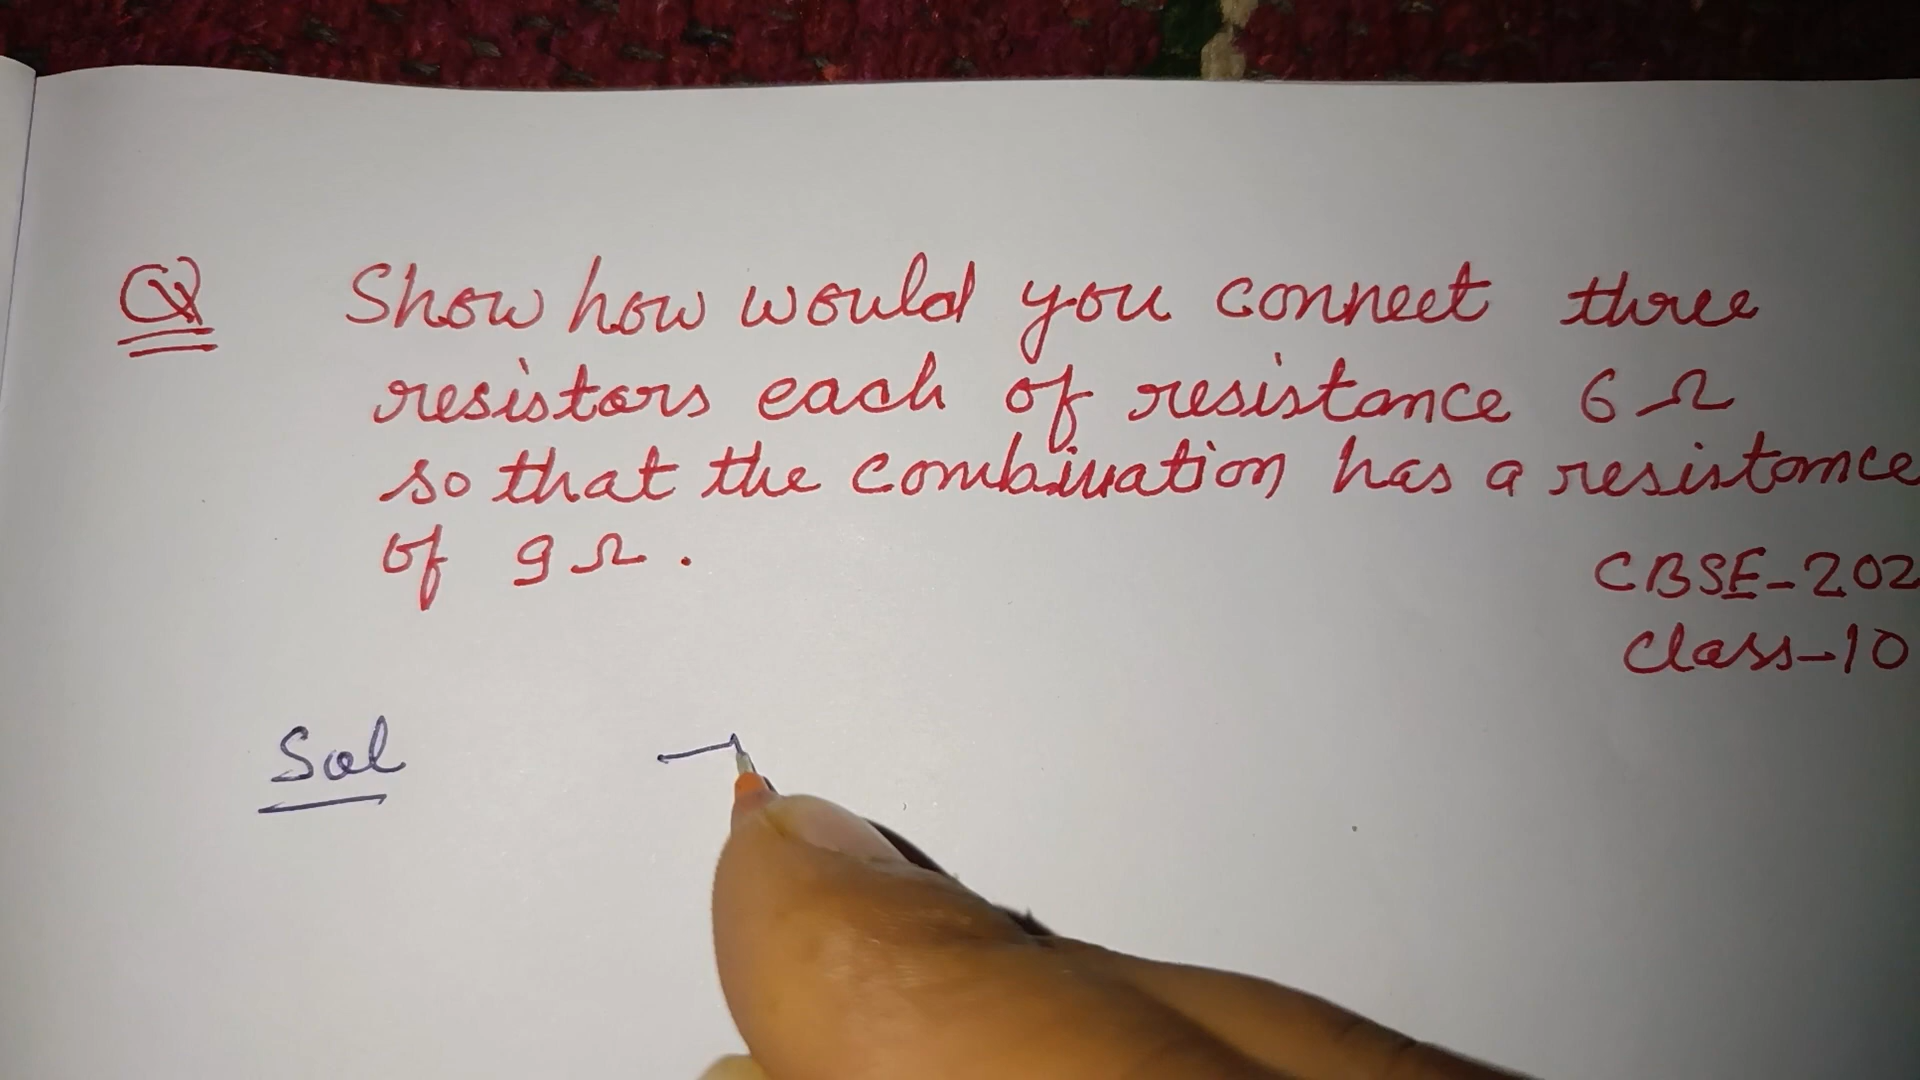 Q Show how would you connect three
resistors each of resistance 6 Ω
so that the combination has a resistance
of 9 Ω.
CBSE-202
Class-10
Sol